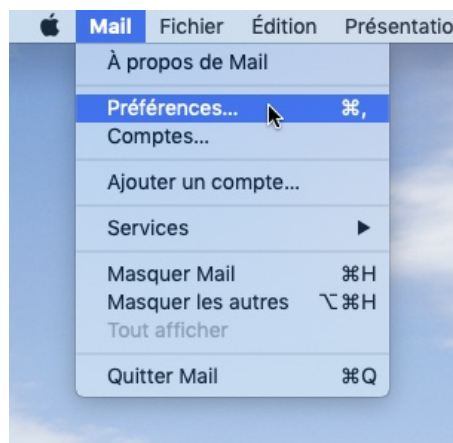 Mail Fichier Édition Présentatio
À propos de Mail
Préférences... ⌘,
Comptes...
Ajouter un compte...
Services ▶
Masquer Mail ⌘H
Masquer les autres ⌥⌘H
Tout afficher
Quitter Mail ⌘Q